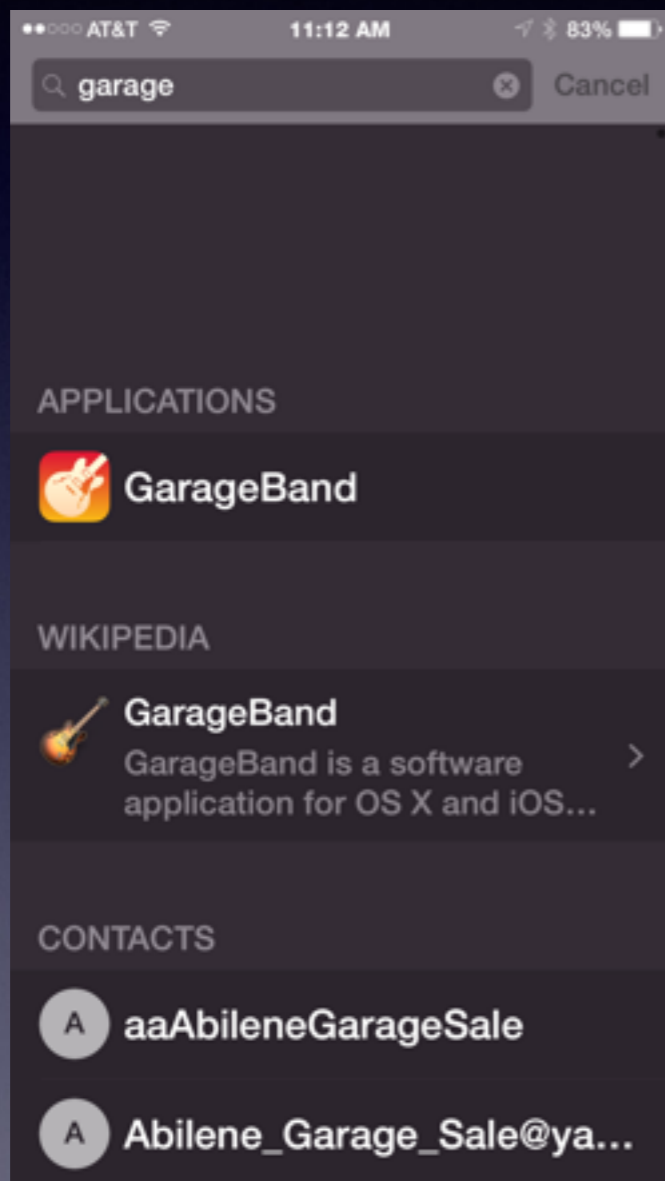 AT&T 11:12 AM 83%
garage Cancel
APPLICATIONS
GarageBand
WIKIPEDIA
GarageBand
GarageBand is a software
application for OS X and iOS...
CONTACTS
A aaAbileneGarageSale
A Abilene_Garage_Sale@ya...